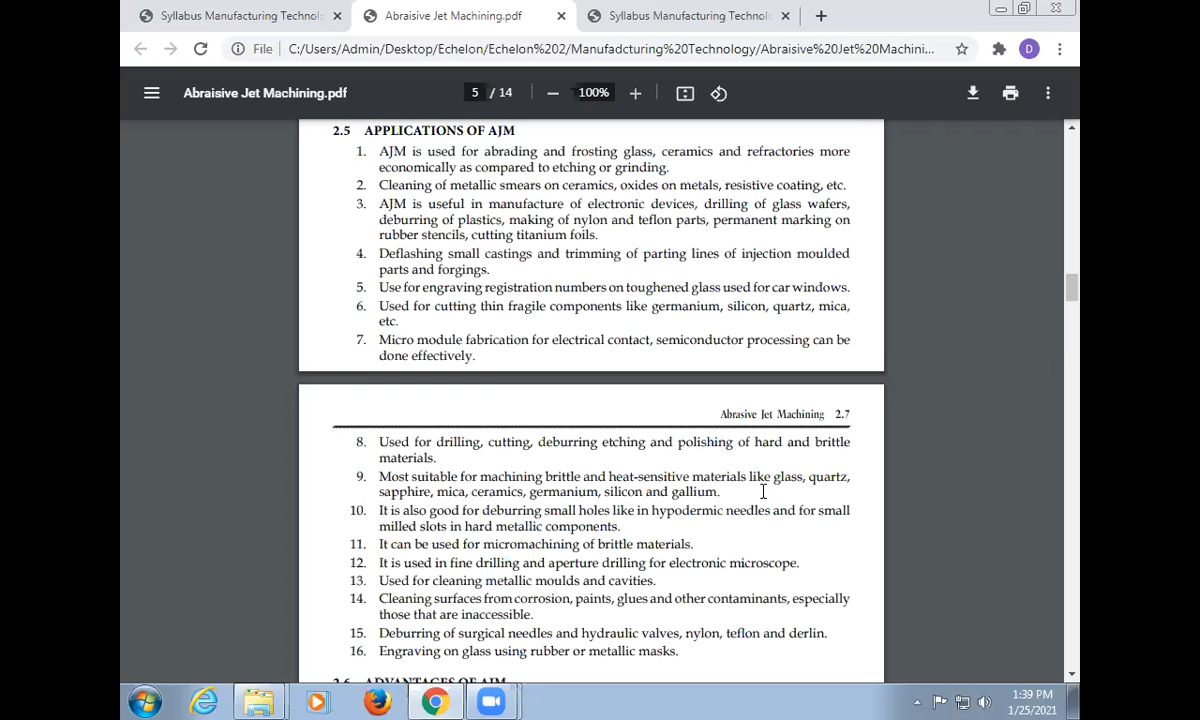 Syllabus Manufacturing Technol
Abraisive Jet Machining.pdf
Syllabus Manufacturing Technol
File
C:/Users/Admin/Desktop/Echelon/Echelon%202/Manufadcturing%20Technology/Abraisive%20Jet%20Machini...
D
Abraisive Jet Machining.pdf
5 / 14
100%
2.5 APPLICATIONS OF AJM
1. AJM is used for abrading and frosting glass, ceramics and refractories more
economically as compared to etching or grinding.
2. Cleaning of metallic smears on ceramics, oxides on metals, resistive coating, etc.
3. AJM is useful in manufacture of electronic devices, drilling of glass wafers,
deburring of plastics, making of nylon and teflon parts, permanent marking on
rubber stencils, cutting titanium foils.
4. Deflashing small castings and trimming of parting lines of injection moulded
parts and forgings.
5. Use for engraving registration numbers on toughened glass used for car windows.
6. Used for cutting thin fragile components like germanium, silicon, quartz, mica,
etc.
7. Micro module fabrication for electrical contact, semiconductor processing can be
done effectively.
Abrasive Jet Machining 2.7
8. Used for drilling, cutting, deburring etching and polishing of hard and brittle
materials.
9. Most suitable for machining brittle and heat-sensitive materials like glass, quartz,
sapphire, mica, ceramics, germanium, silicon and gallium.
10. It is also good for deburring small holes like in hypodermic needles and for small
milled slots in hard metallic components.
11. It can be used for micromachining of brittle materials.
12. It is used in fine drilling and aperture drilling for electronic microscope.
13. Used for cleaning metallic moulds and cavities.
14. Cleaning surfaces from corrosion, paints, glues and other contaminants, especially
those that are inaccessible.
15. Deburring of surgical needles and hydraulic valves, nylon, teflon and derlin.
16. Engraving on glass using rubber or metallic masks.
2.6 ADVANTAGES OF AJM
1:39 PM
1/25/2021